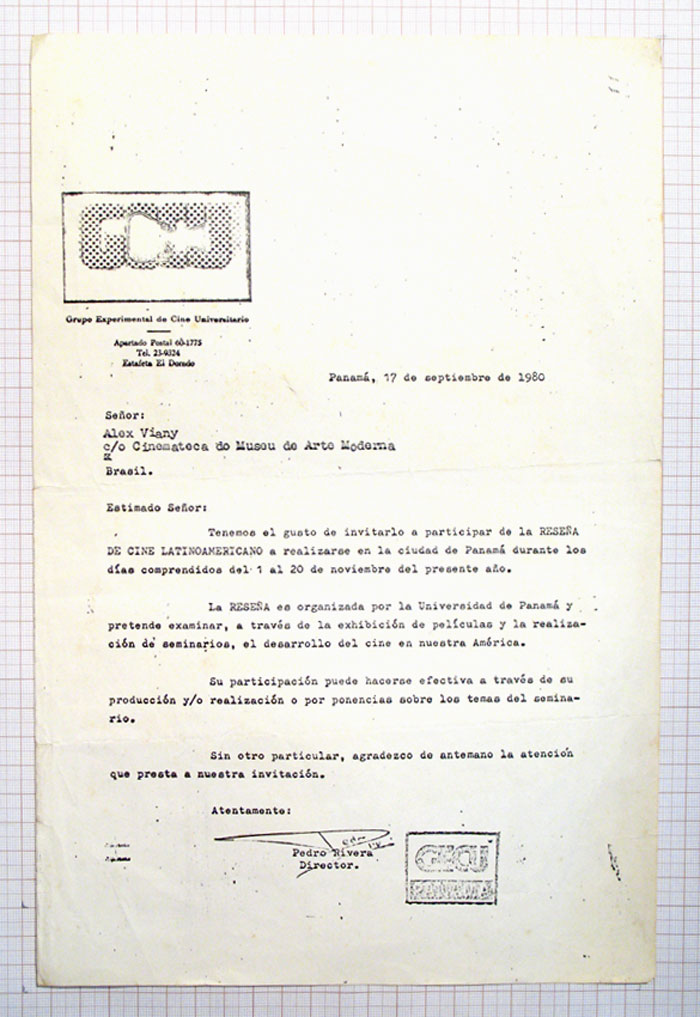 GECU
Grupo Experimental de Cine Universitario
Apartado Postal 60-1775
Tel. 23-9324
Estafeta El Dorado
Panamá, 17 de septiembre de 1980
Señor:
Alex Viany
c/o Cinemateca do Museu de Arte Moderna
Brasil.
Estimado Señor:
Tenemos el gusto de invitarlo a participar de la RESEÑA
DE CINE LATINOAMERICANO a realizarse en la ciudad de Panamá durante los
días comprendidos del 1 al 20 de noviembre del presente año.
La RESEÑA es organizada por la Universidad de Panamá y
pretende examinar, a través de la exhibición de películas y la realiza-
ción de seminarios, el desarrollo del cine en nuestra América.
Su participación puede hacerse efectiva a través de su
producción y/o realización o por ponencias sobre los temas del semina-
rio.
Sin otro particular, agradezco de antemano la atención
que presta a nuestra invitación.
Atentamente:
Pedro Rivera
Director.
GECU
PANAMA